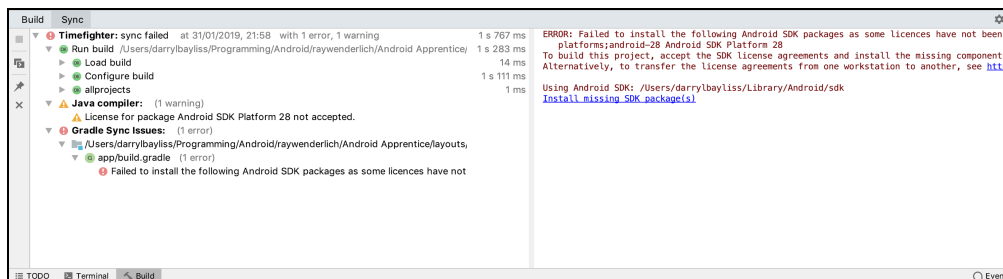 Build Sync
Timefighter: sync failed at 31/01/2019, 21:58 with 1 error, 1 warning 1 s 767 ms
Run build /Users/darrylbayliss/Programming/Android/raywenderlich/Android Apprentice/ 1 s 283 ms
Load build 14 ms
Configure build 1 s 111 ms
allprojects 1 ms
Java compiler: (1 warning)
License for package Android SDK Platform 28 not accepted.
Gradle Sync Issues: (1 error)
/Users/darrylbayliss/Programming/Android/raywenderlich/Android Apprentice/layouts/
app/build.gradle (1 error)
Failed to install the following Android SDK packages as some licences have not
ERROR: Failed to install the following Android SDK packages as some licences have not been
platforms;android-28 Android SDK Platform 28
To build this project, accept the SDK license agreements and install the missing component
Alternatively, to transfer the license agreements from one workstation to another, see htt
Using Android SDK: /Users/darrylbayliss/Library/Android/sdk
Install missing SDK package(s)
TODO Terminal Build Even